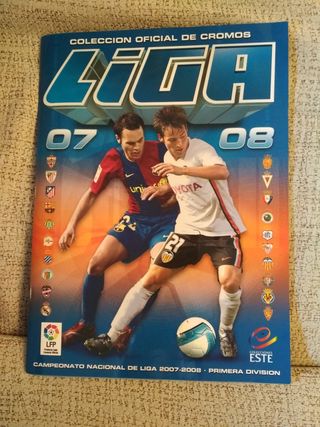 COLECCION OFICIAL DE CROMOS
LIGA
07 08
unicef
TOYOTA
21
LFP
ESTE
CAMPEONATO NACIONAL DE LIGA 2007-2008 · PRIMERA DIVISION